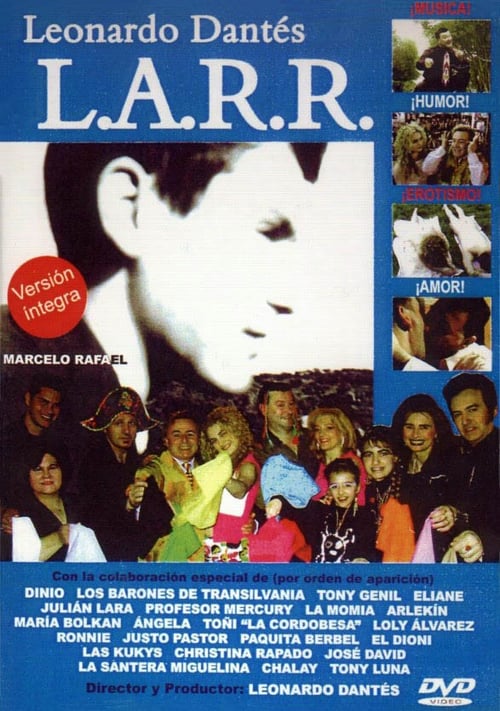 Leonardo Dantés
L.A.R.R.
¡MUSICA!
¡HUMOR!
¡EROTISMO!
¡AMOR!
Versión
íntegra
MARCELO RAFAEL
Con la colaboración especial de (por orden de aparición)
DINIO LOS BARONES DE TRANSILVANIA TONY GENIL ELIANE
JULIÁN LARA PROFESOR MERCURY LA MOMIA ARLEKÍN
MARÍA BOLKAN ÁNGELA TOÑI "LA CORDOBESA" LOLY ÁLVAREZ
RONNIE JUSTO PASTOR PAQUITA BERBEL EL DIONI
LAS KUKYS CHRISTINA RAPADO JOSÉ DAVID
LA SANTERA MIGUELINA CHALAY TONY LUNA
Director y Productor: LEONARDO DANTÉS
DVD
VIDEO